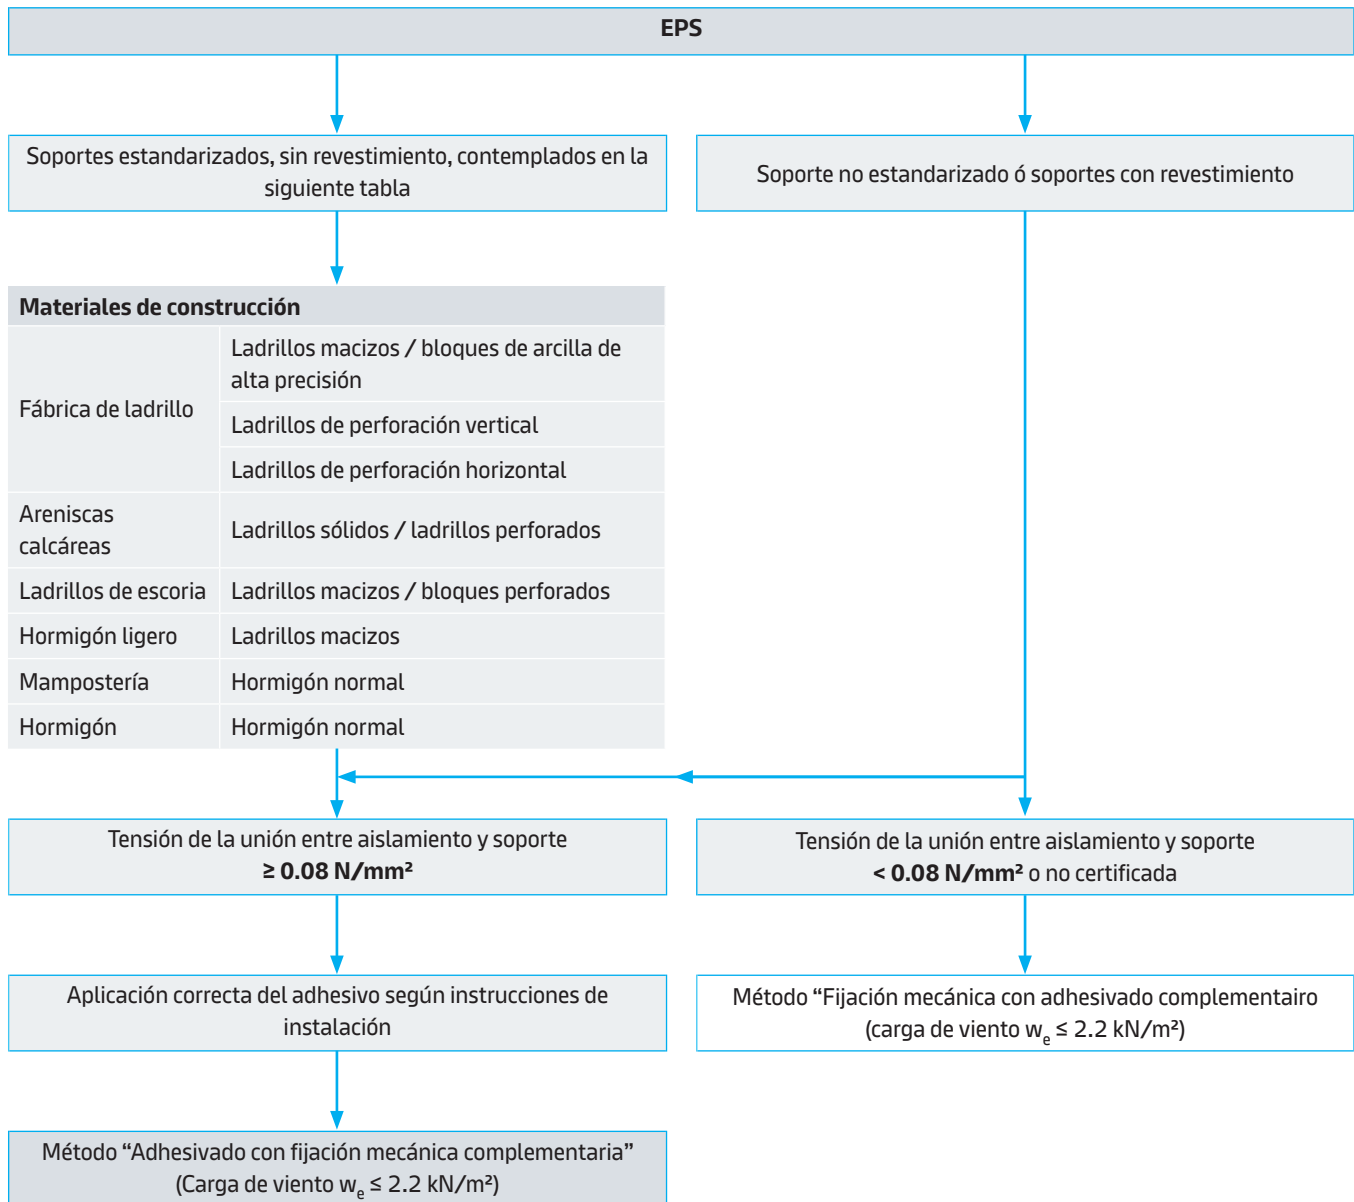 EPS
Soportes estandarizados, sin revestimiento, contemplados en la
siguiente tabla
Soporte no estandarizado ó soportes con revestimiento
Materiales de construcción
Fábrica de ladrillo
Ladrillos macizos / bloques de arcilla de
alta precisión
Ladrillos de perforación vertical
Ladrillos de perforación horizontal
Areniscas
calcáreas
Ladrillos sólidos / ladrillos perforados
Ladrillos de escoria
Ladrillos macizos / bloques perforados
Hormigón ligero
Ladrillos macizos
Mampostería
Hormigón normal
Hormigón
Hormigón normal
Tensión de la unión entre aislamiento y soporte
≥ 0.08 N/mm²
Tensión de la unión entre aislamiento y soporte
< 0.08 N/mm² o no certificada
Aplicación correcta del adhesivo según instrucciones de
instalación
Método “Fijación mecánica con adhesivado complementairo
(carga de viento wₑ ≤ 2.2 kN/m²)
Método “Adhesivado con fijación mecánica complementaria”
(Carga de viento wₑ ≤ 2.2 kN/m²)